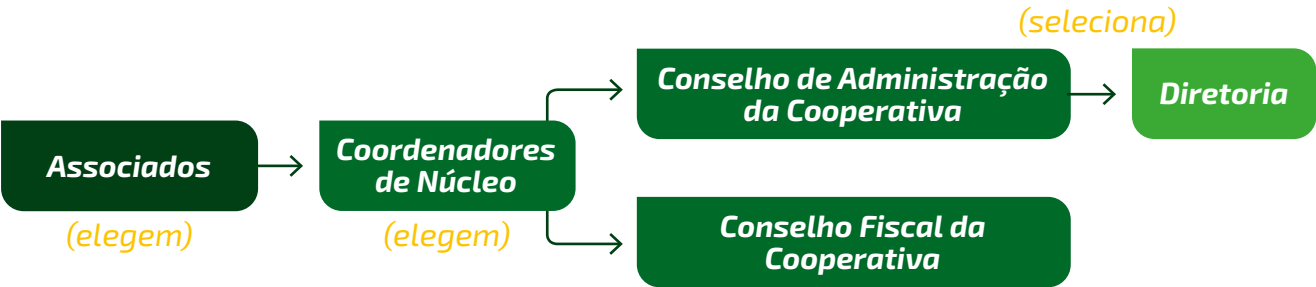 Associados
(elegem)
Coordenadores
de Núcleo
(elegem)
Conselho de Administração
da Cooperativa
(seleciona)
Diretoria
Conselho Fiscal da
Cooperativa